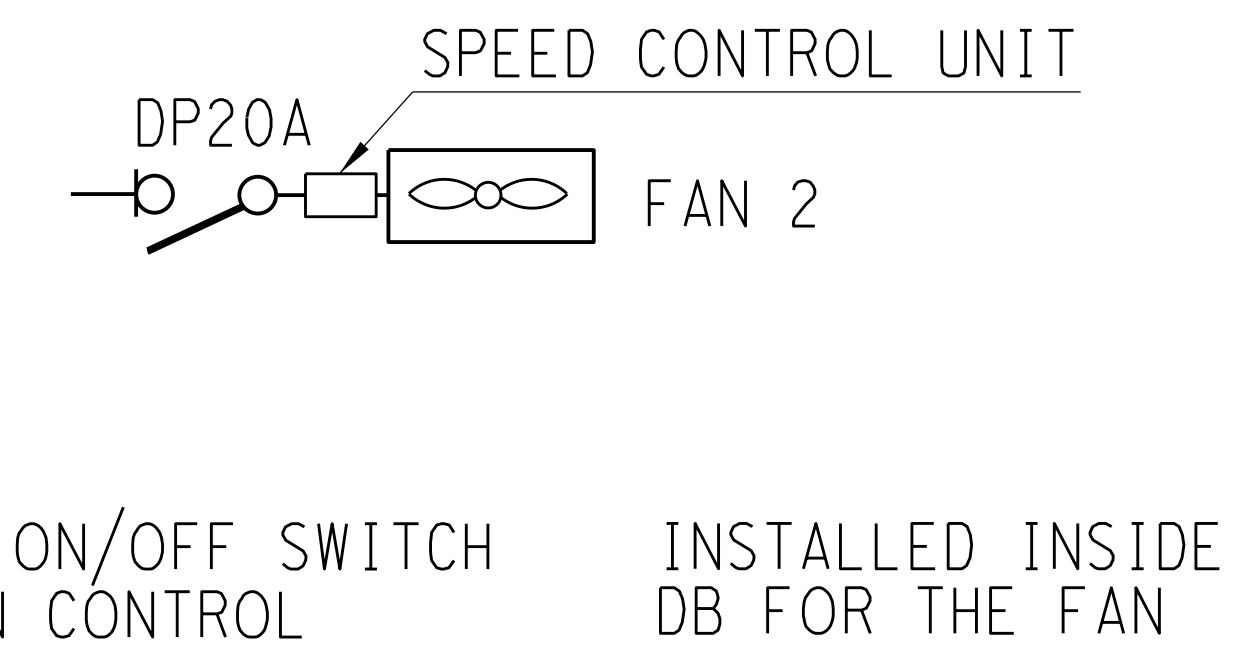 SPEED CONTROL UNIT
DP20A
FAN 2
ON/OFF SWITCH
CONTROL
INSTALLED INSIDE
DB FOR THE FAN